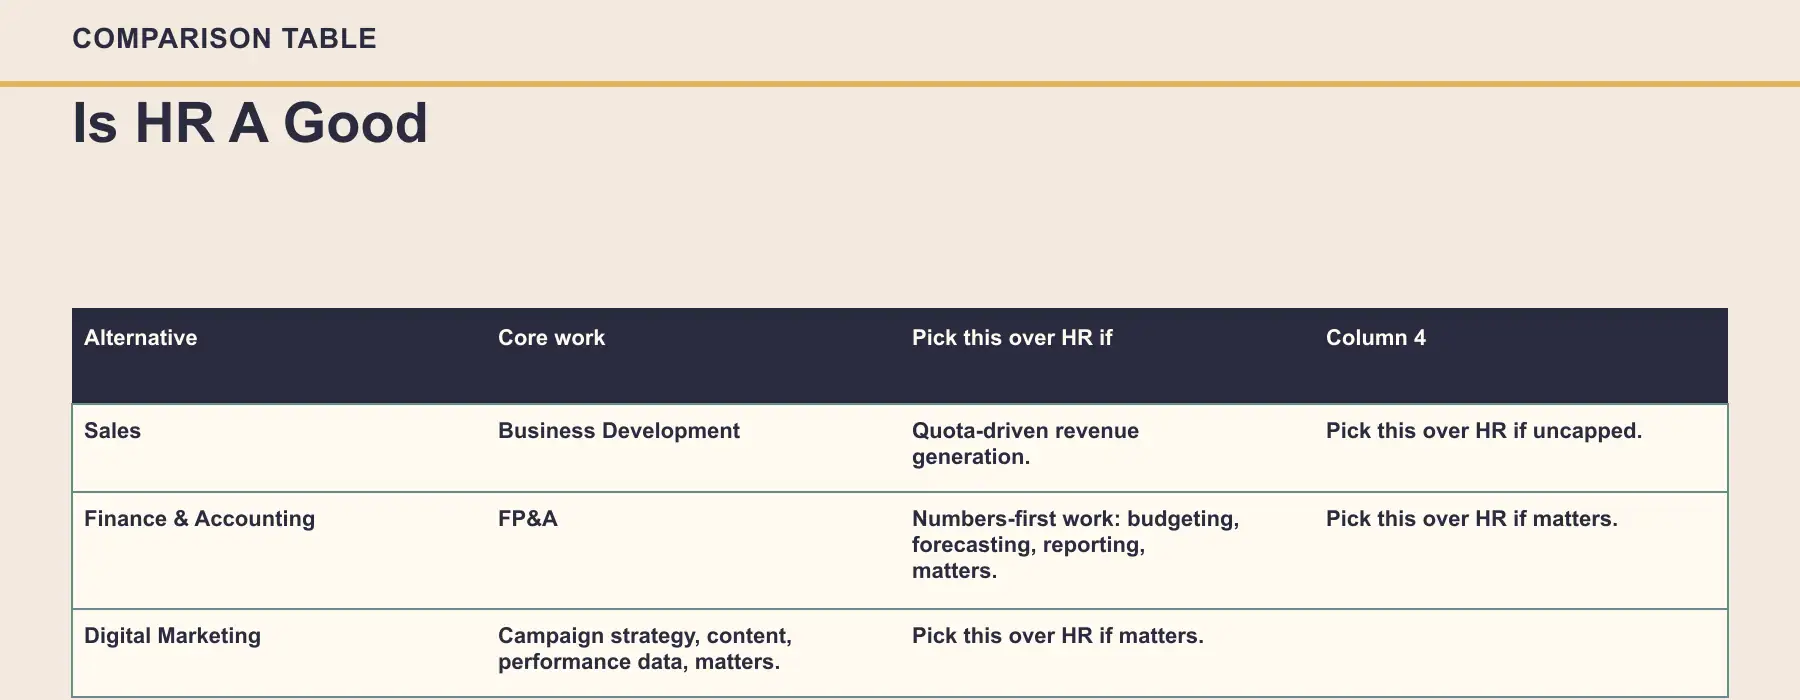 COMPARISON TABLE
Is HR A Good
Alternative
Core work
Pick this over HR if
Column 4
Sales
Business Development
Quota-driven revenue
generation.
Pick this over HR if uncapped.
Finance & Accounting
FP&A
Numbers-first work: budgeting,
forecasting, reporting,
matters.
Pick this over HR if matters.
Digital Marketing
Campaign strategy, content,
performance data, matters.
Pick this over HR if matters.